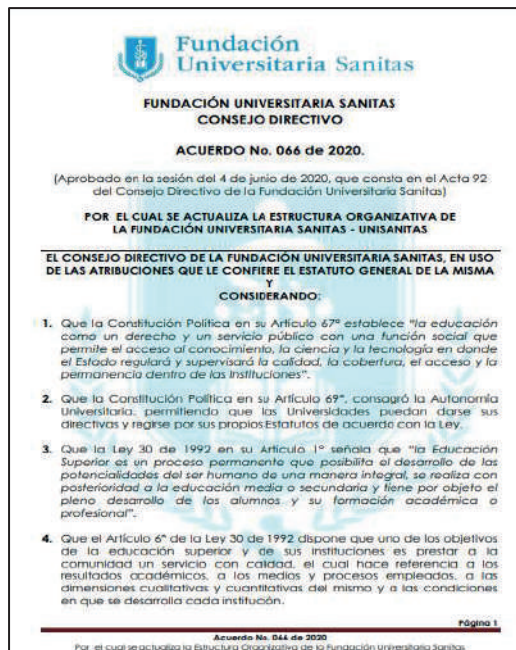 Fundación
Universitaria Sanitas
FUNDACIÓN UNIVERSITARIA SANITAS
CONSEJO DIRECTIVO
ACUERDO No. 066 de 2020.
(Aprobado en la sesión del 4 de junio de 2020, que consta en el Acta 92
del Consejo Directivo de la Fundación Universitaria Sanitas)
POR EL CUAL SE ACTUALIZA LA ESTRUCTURA ORGANIZATIVA DE
LA FUNDACIÓN UNIVERSITARIA SANITAS - UNISANITAS
EL CONSEJO DIRECTIVO DE LA FUNDACIÓN UNIVERSITARIA SANITAS, EN USO
DE LAS ATRIBUCIONES QUE LE CONFIERE EL ESTATUTO GENERAL DE LA MISMA
Y
CONSIDERANDO:
1. Que la Constitución Política en su Artículo 67° establece "la educación
como un derecho y un servicio público con una función social que
permite el acceso al conocimiento, la ciencia y la tecnología en donde
el Estado regulará y supervisará la calidad, la cobertura, el acceso y la
permanencia dentro de las Instituciones".
2. Que la Constitución Política en su Artículo 69°, consagró la Autonomía
Universitaria, permitiendo que las Universidades puedan darse sus
directivas y regirse por sus propios Estatutos de acuerdo con la Ley.
3. Que la Ley 30 de 1992 en su Artículo 1° señala que "la Educación
Superior es un proceso permanente que posibilita el desarrollo de las
potencialidades del ser humano de una manera integral, se realiza con
posterioridad a la educación media o secundaria y tiene por objeto el
pleno desarrollo de los alumnos y su formación académica o
profesional".
4. Que el Artículo 6° de la Ley 30 de 1992 dispone que uno de los objetivos
de la educación superior y de sus instituciones es prestar a la
comunidad un servicio con calidad, el cual hace referencia a los
resultados académicos, a los medios y procesos empleados, a las
dimensiones cualitativas y cuantitativas del mismo y a las condiciones
en que se desarrolla cada institución.
Página 1
Acuerdo No. 066 de 2020
Por el cual se actualiza la Estructura Organizativa de la Fundación Universitaria Sanitas